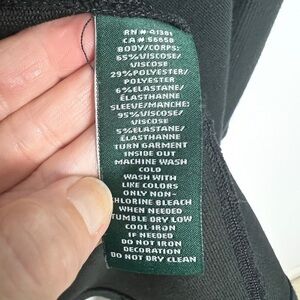 RN# 41381
CA# 56658
BODY/CORPS:
65%VISCOSE/
VISCOSE
29%POLYESTER/
POLYESTER
6%ELASTANE/
ÉLASTHANNE
SLEEVE/MANCHE:
95%VISCOSE/
VISCOSE
5%ELASTANE/
ÉLASTHANNE
TURN GARMENT
INSIDE OUT
MACHINE WASH
COLD
WASH WITH
LIKE COLORS
ONLY NON-
CHLORINE BLEACH
WHEN NEEDED
TUMBLE DRY LOW
COOL IRON
IF NEEDED
DO NOT IRON
DECORATION
DO NOT DRY CLEAN